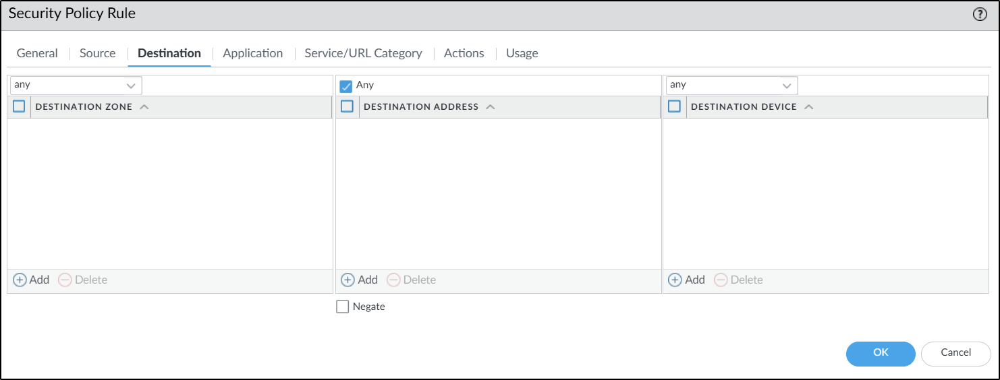 Security Policy Rule
General Source Destination Application Service/URL Category Actions Usage
any Any any
DESTINATION ZONE DESTINATION ADDRESS DESTINATION DEVICE
Add Delete Add Delete Add Delete
Negate
OK Cancel